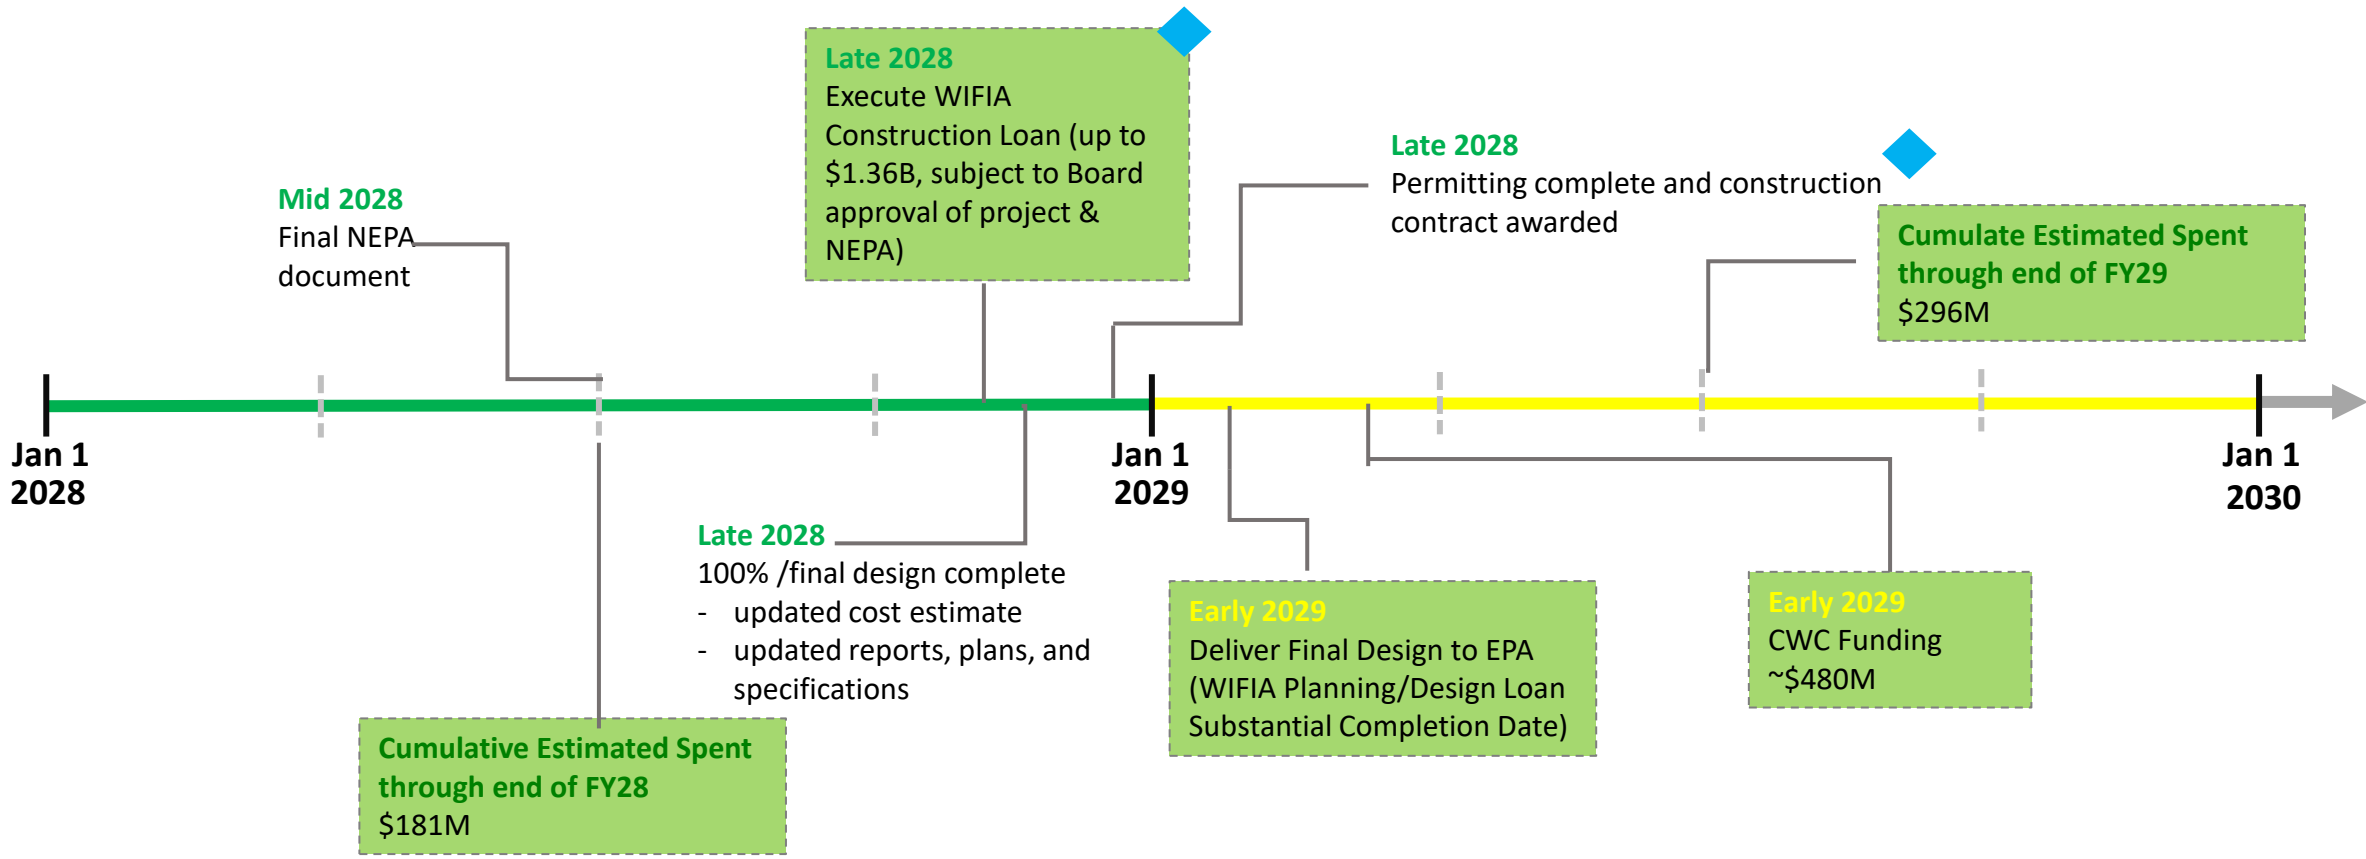 Late 2028
Execute WIFIA
Construction Loan (up to
$1.36B, subject to Board
approval of project &
NEPA)
Late 2028
Permitting complete and construction
contract awarded
Mid 2028
Final NEPA
document
Cumulate Estimated Spent
through end of FY29
$296M
Jan 1
2028
Jan 1
2029
Jan 1
2030
Late 2028
100% /final design complete
- updated cost estimate
- updated reports, plans, and
specifications
Early 2029
Deliver Final Design to EPA
(WIFIA Planning/Design Loan
Substantial Completion Date)
Early 2029
CWC Funding
~$480M
Cumulative Estimated Spent
through end of FY28
$181M